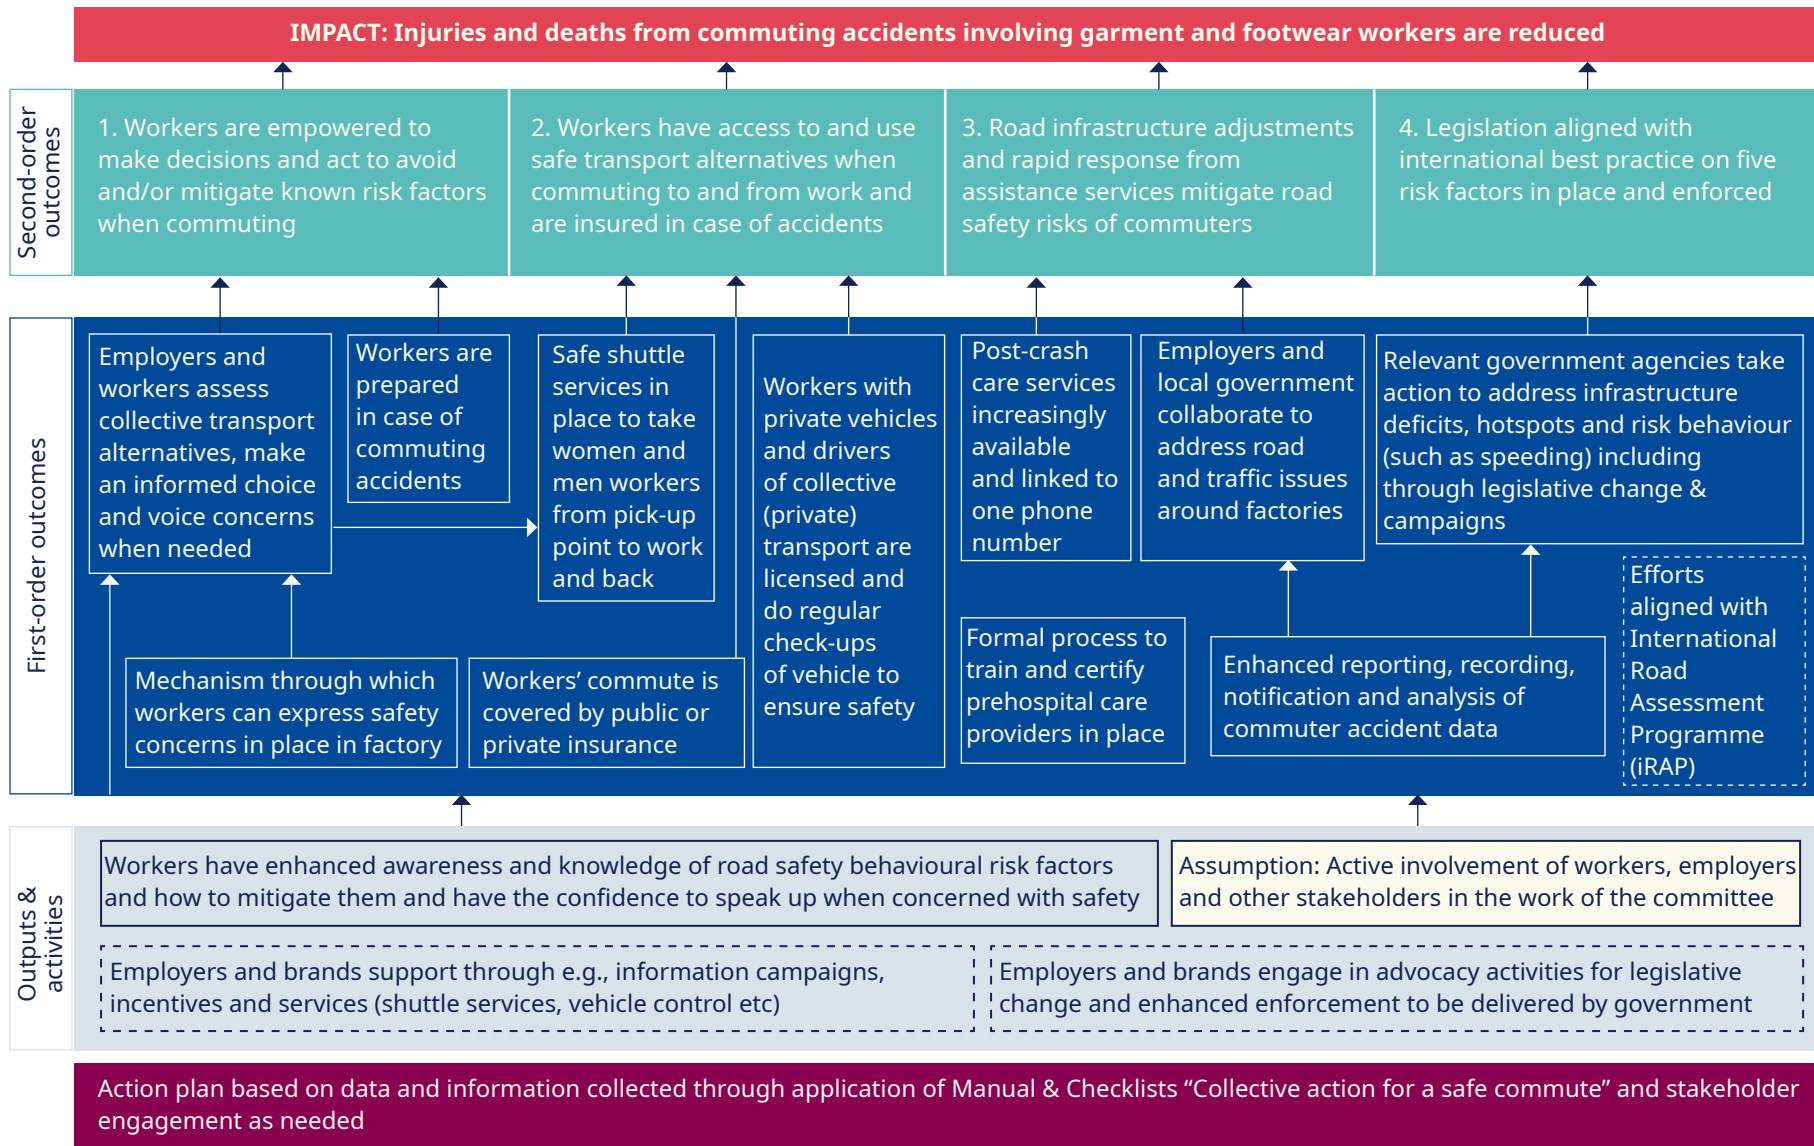 IMPACT: Injuries and deaths from commuting accidents involving garment and footwear workers are reduced
Second-order
outcomes
1. Workers are empowered to
make decisions and act to avoid
and/or mitigate known risk factors
when commuting
2. Workers have access to and use
safe transport alternatives when
commuting to and from work and
are insured in case of accidents
3. Road infrastructure adjustments
and rapid response from
assistance services mitigate road
safety risks of commuters
4. Legislation aligned with
international best practice on five
risk factors in place and enforced
First-order outcomes
Employers and
workers assess
collective transport
alternatives, make
an informed choice
and voice concerns
when needed
Workers are
prepared
in case of
commuting
accidents
Safe shuttle
services in
place to take
women and
men workers
from pick-up
point to work
and back
Workers with
private vehicles
and drivers
of collective
(private)
transport are
licensed and
do regular
check-ups
of vehicle to
ensure safety
Post-crash
care services
increasingly
available
and linked to
one phone
number
Employers and
local government
collaborate to
address road
and traffic issues
around factories
Relevant government agencies take
action to address infrastructure
deficits, hotspots and risk behaviour
(such as speeding) including
through legislative change &
campaigns
Mechanism through which
workers can express safety
concerns in place in factory
Workers’ commute is
covered by public or
private insurance
Formal process to
train and certify
prehospital care
providers in place
Enhanced reporting, recording,
notification and analysis of
commuter accident data
Efforts
aligned with
International
Road
Assessment
Programme
(iRAP)
Outputs &
activities
Workers have enhanced awareness and knowledge of road safety behavioural risk factors
and how to mitigate them and have the confidence to speak up when concerned with safety
Assumption: Active involvement of workers, employers
and other stakeholders in the work of the committee
Employers and brands support through e.g., information campaigns,
incentives and services (shuttle services, vehicle control etc)
Employers and brands engage in advocacy activities for legislative
change and enhanced enforcement to be delivered by government
Action plan based on data and information collected through application of Manual & Checklists “Collective action for a safe commute” and stakeholder
engagement as needed